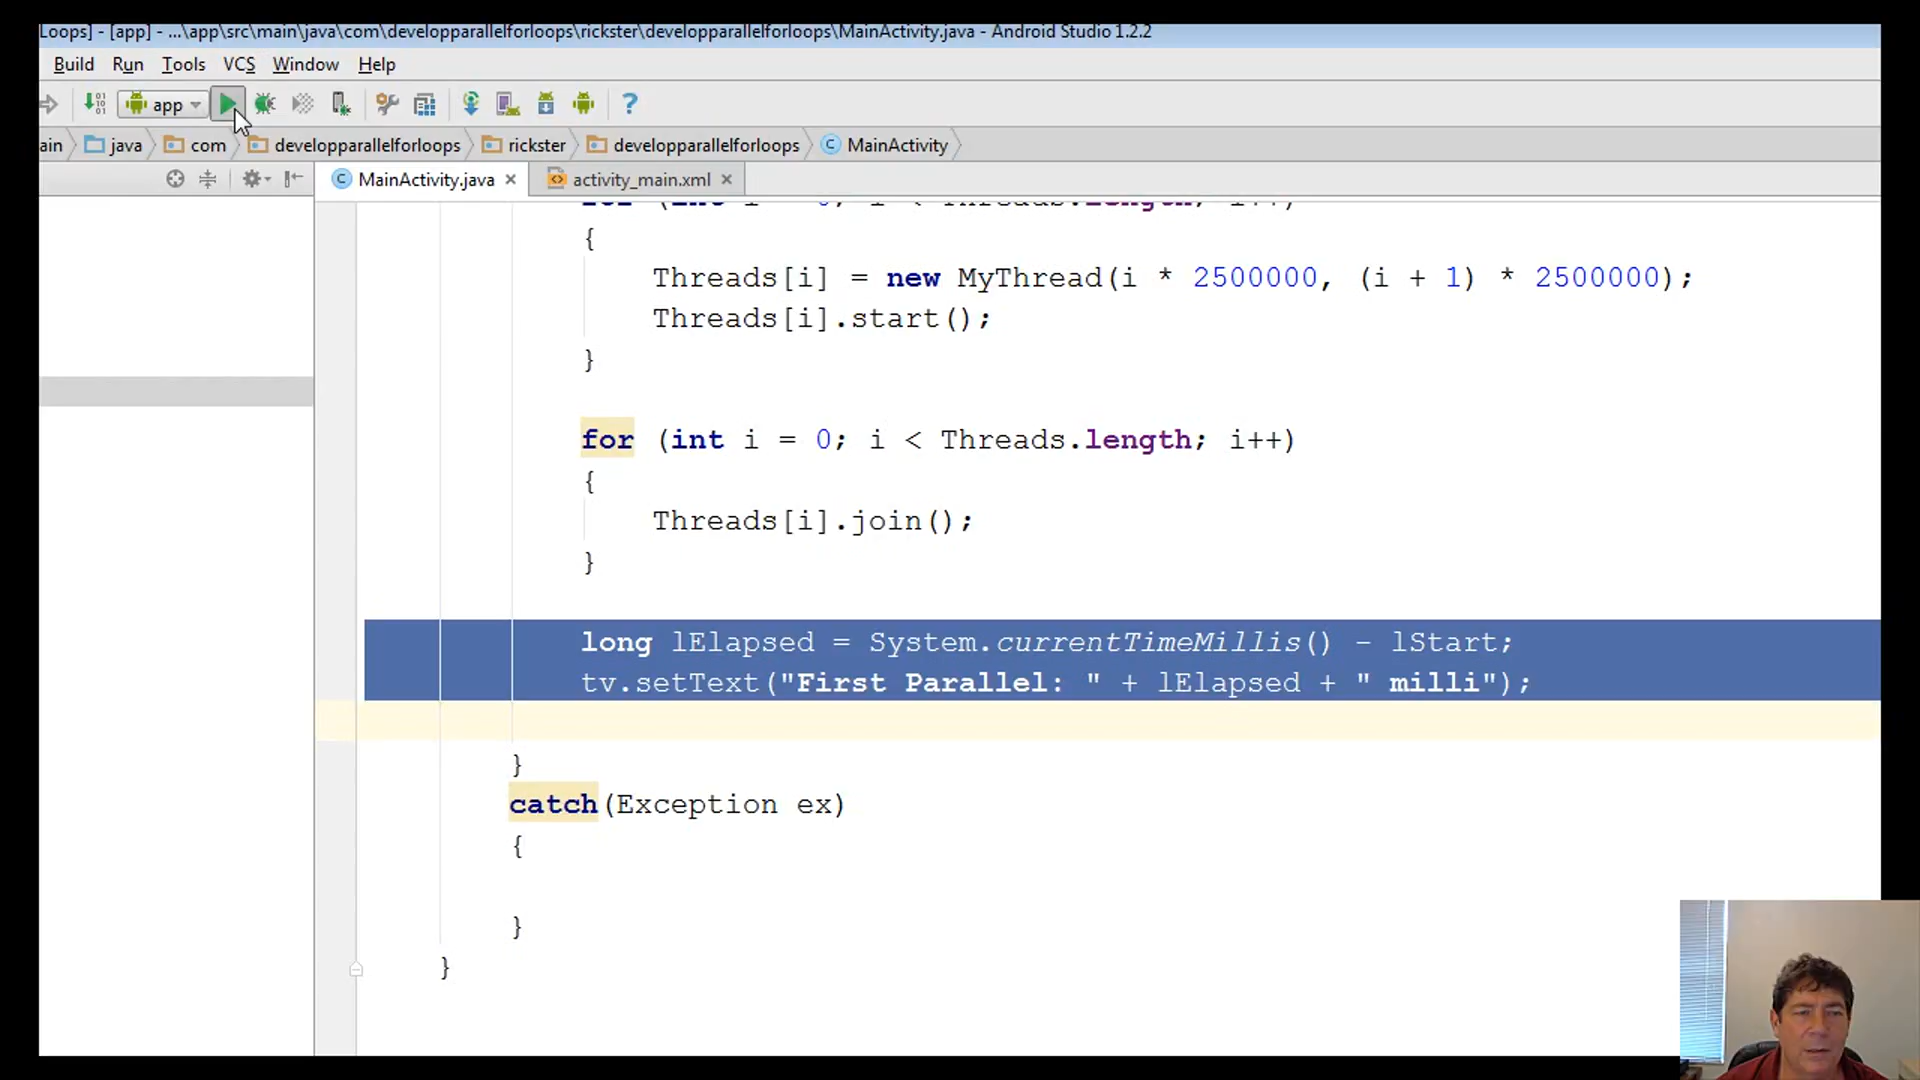 Loops] - [app] - ...\app\src\main\java\com\developparallelforloops\rickster\developparallelforloops\MainActivity.java - Android Studio 1.2.2
Build Run Tools VCS Window Help
app ?
ain java com developparallelforloops rickster developparallelforloops MainActivity
MainActivity.java activity_main.xml
for (int i = 0; i < Threads.length; i++)
{
Threads[i] = new MyThread(i * 2500000, (i + 1) * 2500000);
Threads[i].start();
}
for (int i = 0; i < Threads.length; i++)
{
Threads[i].join();
}
long lElapsed = System.currentTimeMillis() - lStart;
tv.setText("First Parallel: " + lElapsed + " milli");
}
catch(Exception ex)
{
}
}